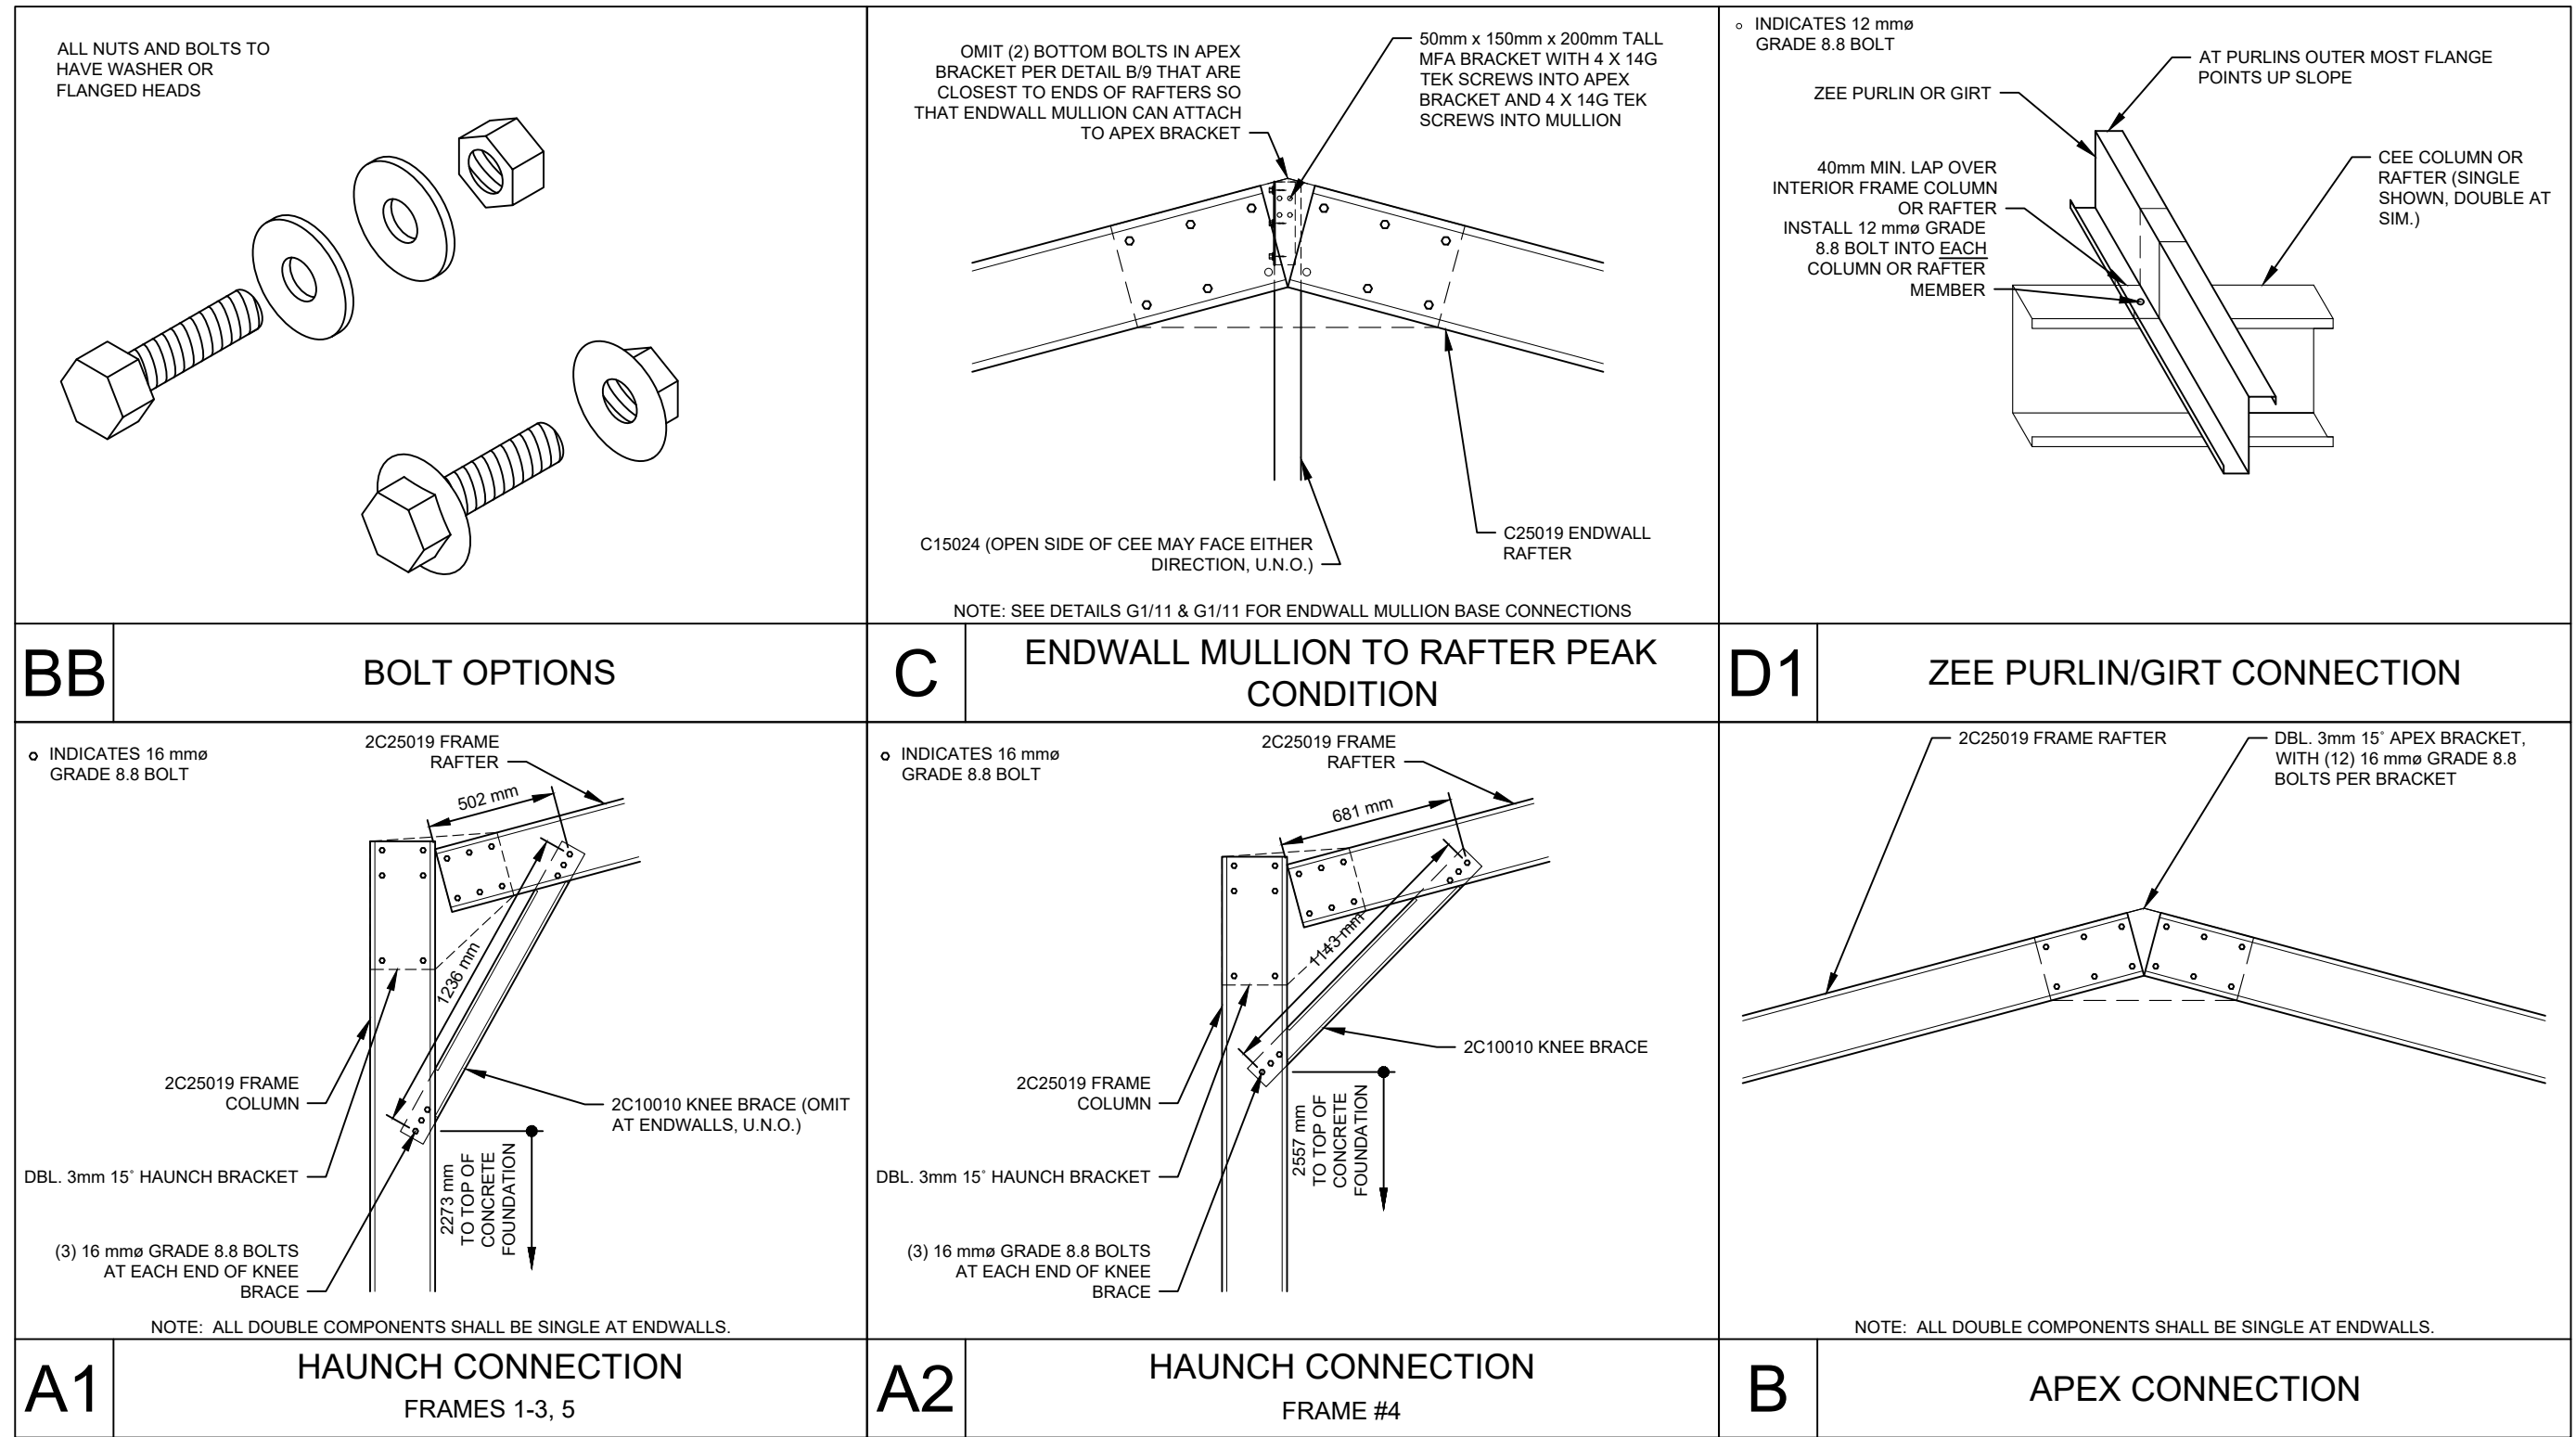 ALL NUTS AND BOLTS TO
HAVE WASHER OR
FLANGED HEADS
BB
BOLT OPTIONS
OMIT (2) BOTTOM BOLTS IN APEX
BRACKET PER DETAIL B/9 THAT ARE
CLOSEST TO ENDS OF RAFTERS SO
THAT ENDWALL MULLION CAN ATTACH
TO APEX BRACKET
50mm x 150mm x 200mm TALL
MFA BRACKET WITH 4 X 14G
TEK SCREWS INTO APEX
BRACKET AND 4 X 14G TEK
SCREWS INTO MULLION
C15024 (OPEN SIDE OF CEE MAY FACE EITHER
DIRECTION, U.N.O.)
C25019 ENDWALL
RAFTER
NOTE: SEE DETAILS G1/11 & G1/11 FOR ENDWALL MULLION BASE CONNECTIONS
C
ENDWALL MULLION TO RAFTER PEAK
CONDITION
INDICATES 12 mmø
GRADE 8.8 BOLT
AT PURLINS OUTER MOST FLANGE
POINTS UP SLOPE
ZEE PURLIN OR GIRT
40mm MIN. LAP OVER
INTERIOR FRAME COLUMN
OR RAFTER
INSTALL 12 mmø GRADE
8.8 BOLT INTO EACH
COLUMN OR RAFTER
MEMBER
CEE COLUMN OR
RAFTER (SINGLE
SHOWN, DOUBLE AT
SIM.)
D1
ZEE PURLIN/GIRT CONNECTION
INDICATES 16 mmø
GRADE 8.8 BOLT
2C25019 FRAME
RAFTER
502 mm
1236 mm
2C25019 FRAME
COLUMN
2C10010 KNEE BRACE (OMIT
AT ENDWALLS, U.N.O.)
DBL. 3mm 15˚ HAUNCH BRACKET
2273 mm
TO TOP OF
CONCRETE
FOUNDATION
(3) 16 mmø GRADE 8.8 BOLTS
AT EACH END OF KNEE
BRACE
NOTE: ALL DOUBLE COMPONENTS SHALL BE SINGLE AT ENDWALLS.
A1
HAUNCH CONNECTION
FRAMES 1-3, 5
INDICATES 16 mmø
GRADE 8.8 BOLT
2C25019 FRAME
RAFTER
681 mm
1143 mm
2C10010 KNEE BRACE
2C25019 FRAME
COLUMN
DBL. 3mm 15˚ HAUNCH BRACKET
2557 mm
TO TOP OF
CONCRETE
FOUNDATION
(3) 16 mmø GRADE 8.8 BOLTS
AT EACH END OF KNEE
BRACE
A2
HAUNCH CONNECTION
FRAME #4
2C25019 FRAME RAFTER
DBL. 3mm 15˚ APEX BRACKET,
WITH (12) 16 mmø GRADE 8.8
BOLTS PER BRACKET
NOTE: ALL DOUBLE COMPONENTS SHALL BE SINGLE AT ENDWALLS.
B
APEX CONNECTION